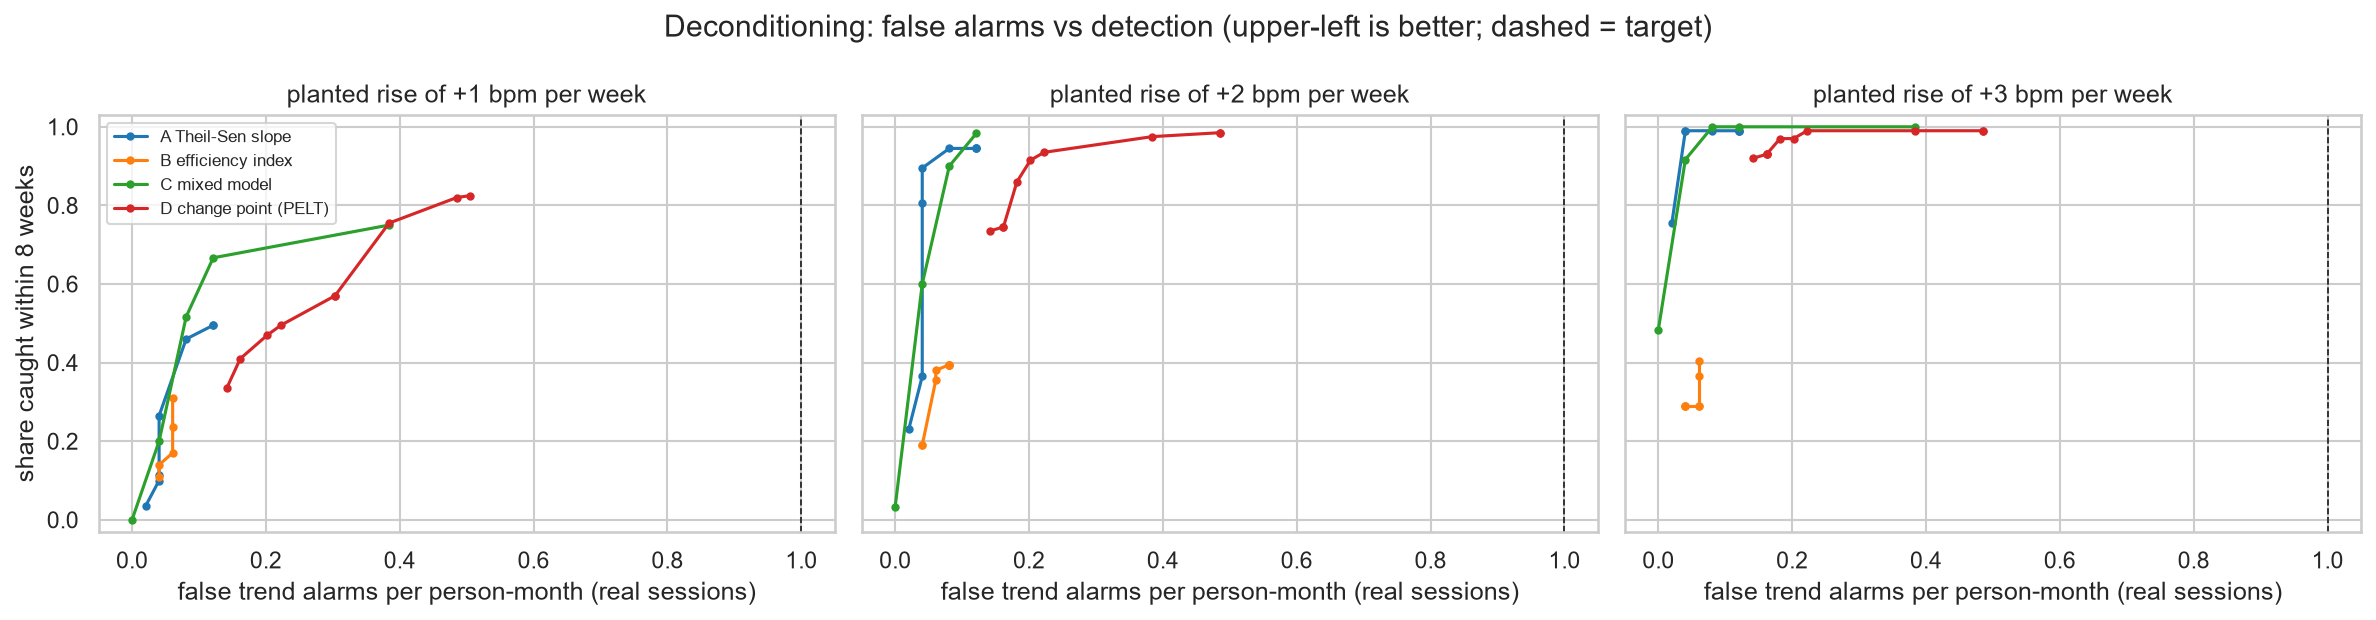 Deconditioning: false alarms vs detection (upper-left is better; dashed = target)
planted rise of +1 bpm per week
planted rise of +2 bpm per week
planted rise of +3 bpm per week
share caught within 8 weeks
1.0
0.8
0.6
0.4
0.2
0.0
A Theil-Sen slope
B efficiency index
C mixed model
D change point (PELT)
0.0 0.2 0.4 0.6 0.8 1.0
0.0 0.2 0.4 0.6 0.8 1.0
0.0 0.2 0.4 0.6 0.8 1.0
false trend alarms per person-month (real sessions)
false trend alarms per person-month (real sessions)
false trend alarms per person-month (real sessions)